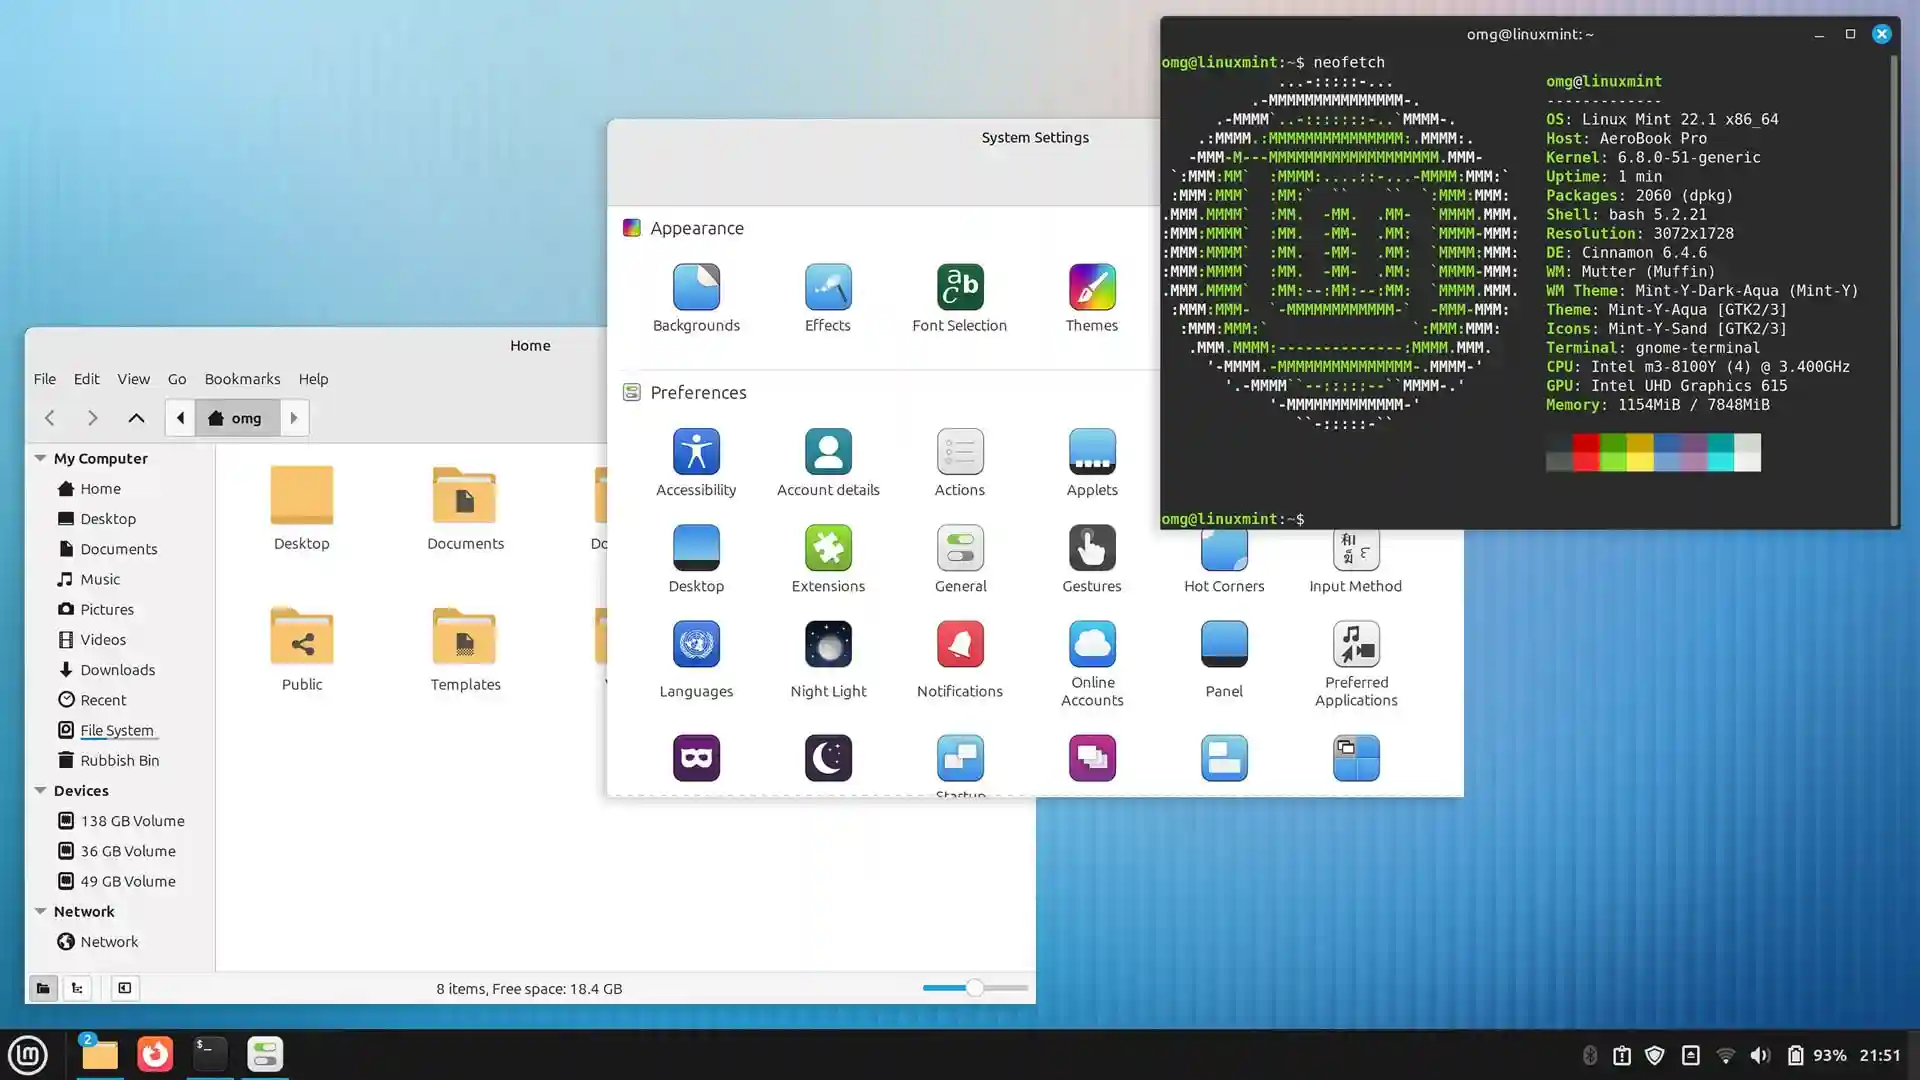 omg@linuxmint: ~
omg@linuxmint:~$ neofetch
...-:::::-...
.-MMMMMMMMMMMMMMM-.
.-MMMM`..-:::::::-..`MMMM-.
.:MMMM.:MMMMMMMMMMMMMMM:.MMMM:.
-MMM-M---MMMMMMMMMMMMMMMMMMM.MMM-
`:MMM:MM`  :MMMM:....::-...-MMMM:MMM:`
:MMM:MMM`  :MM:`  ``    ``  `:MMM:MMM:
.MMM.MMMM`  :MM.  -MM.  .MM-  `MMMM.MMM.
:MMM:MMMM`  :MM.  -MM-  .MM:  `MMMM-MMM:
:MMM:MMMM`  :MM.  -MM-  .MM:  `MMMM:MMM:
:MMM:MMMM`  :MM.  -MM-  .MM:  `MMMM-MMM:
.MMM.MMMM`  :MM:--:MM:--:MM:  `MMMM.MMM.
:MMM:MMM-  `-MMMMMMMMMMMM-`  -MMM-MMM:
:MMM:MMM:`                `:MMM:MMM:
.MMM.MMMM:--------------:MMMM.MMM.
'-MMMM.-MMMMMMMMMMMMMMM-.MMMM-'
'.-MMMM``--:::::--``MMMM-.'
'-MMMMMMMMMMMMM-'
``-:::::-``
omg@linuxmint
-------------
OS: Linux Mint 22.1 x86_64
Host: AeroBook Pro
Kernel: 6.8.0-51-generic
Uptime: 1 min
Packages: 2060 (dpkg)
Shell: bash 5.2.21
Resolution: 3072x1728
DE: Cinnamon 6.4.6
WM: Mutter (Muffin)
WM Theme: Mint-Y-Dark-Aqua (Mint-Y)
Theme: Mint-Y-Aqua [GTK2/3]
Icons: Mint-Y-Sand [GTK2/3]
Terminal: gnome-terminal
CPU: Intel m3-8100Y (4) @ 3.400GHz
GPU: Intel UHD Graphics 615
Memory: 1154MiB / 7848MiB
omg@linuxmint:~$
System Settings
Appearance
Backgrounds
Effects
abc
Font Selection
Themes
Preferences
Accessibility
Account details
Actions
Applets
Desktop
Extensions
General
Gestures
Hot Corners
Input Method
Languages
Night Light
Notifications
Online Accounts
Panel
Preferred Applications
Startup
Home
File Edit View Go Bookmarks Help
omg
My Computer
Home
Desktop
Documents
Music
Pictures
Videos
Downloads
Recent
File System
Rubbish Bin
Devices
138 GB Volume
36 GB Volume
49 GB Volume
Network
Network
Desktop
Documents
Public
Templates
8 items, Free space: 18.4 GB
lm
2
$_
93%
21:51